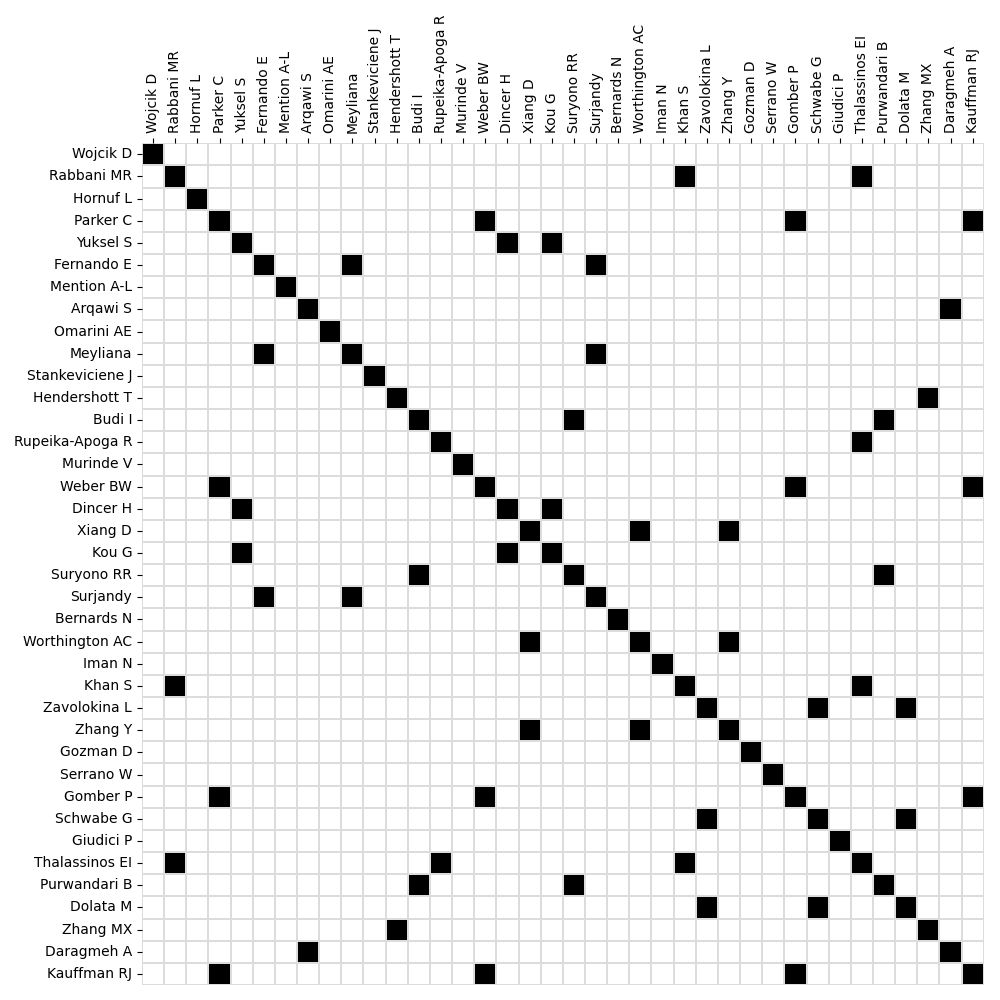 Wojcik D
Rabbani MR
Hornuf L
Parker C
Yuksel S
Fernando E
Mention A-L
Arqawi S
Omarini AE
Meyliana
Stankeviciene J
Hendershott T
Budi I
Rupeika-Apoga R
Murinde V
Weber BW
Dincer H
Xiang D
Kou G
Suryono RR
Surjandy
Bernards N
Worthington AC
Iman N
Khan S
Zavolokina L
Zhang Y
Gozman D
Serrano W
Gomber P
Schwabe G
Giudici P
Thalassinos EI
Purwandari B
Dolata M
Zhang MX
Daragmeh A
Kauffman RJ
Wojcik D
Rabbani MR
Hornuf L
Parker C
Yuksel S
Fernando E
Mention A-L
Arqawi S
Omarini AE
Meyliana
Stankeviciene J
Hendershott T
Budi I
Rupeika-Apoga R
Murinde V
Weber BW
Dincer H
Xiang D
Kou G
Suryono RR
Surjandy
Bernards N
Worthington AC
Iman N
Khan S
Zavolokina L
Zhang Y
Gozman D
Serrano W
Gomber P
Schwabe G
Giudici P
Thalassinos EI
Purwandari B
Dolata M
Zhang MX
Daragmeh A
Kauffman RJ